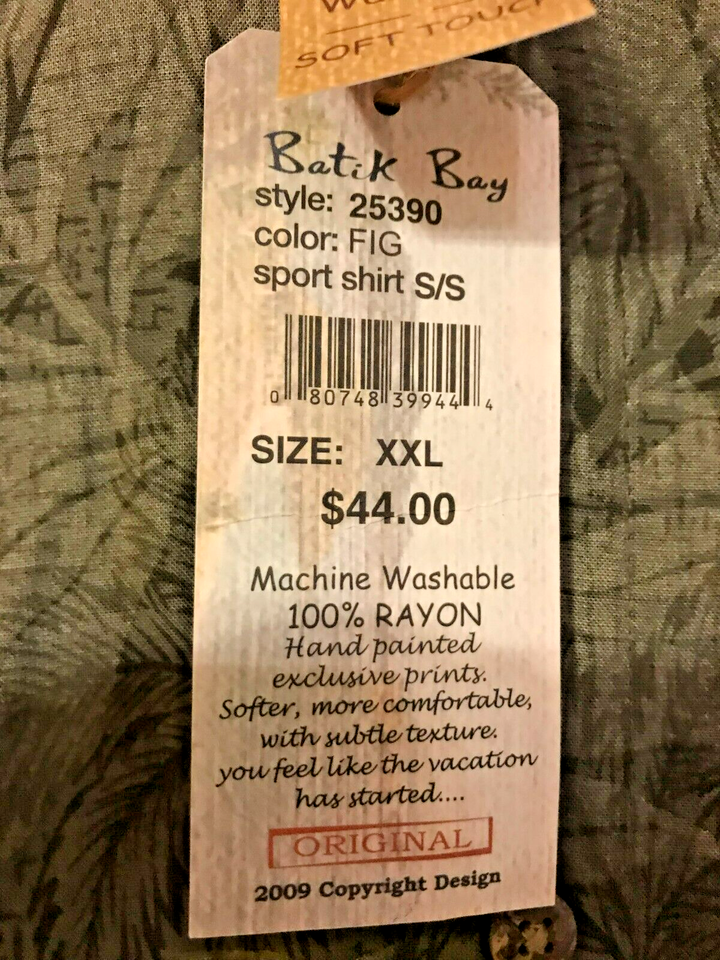 SOFT TOUCH
Batik Bay
style: 25390
color: FIG
sport shirt S/S
0 80748 39944 4
SIZE: XXL
$44.00
Machine Washable
100% RAYON
Hand painted
exclusive prints.
Softer, more comfortable,
with subtle texture.
you feel like the vacation
has started....
ORIGINAL
2009 Copyright Design